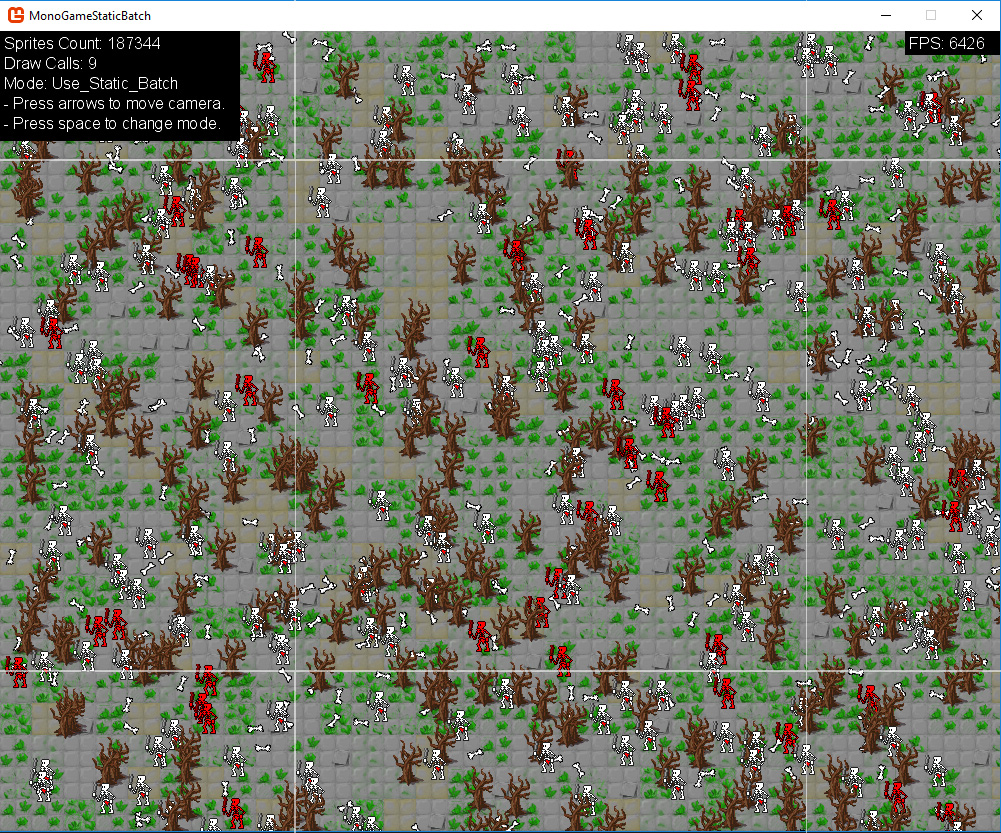 MonoGameStaticBatch
Sprites Count: 187344
Draw Calls: 9
Mode: Use_Static_Batch
- Press arrows to move camera.
- Press space to change mode.
FPS: 6426